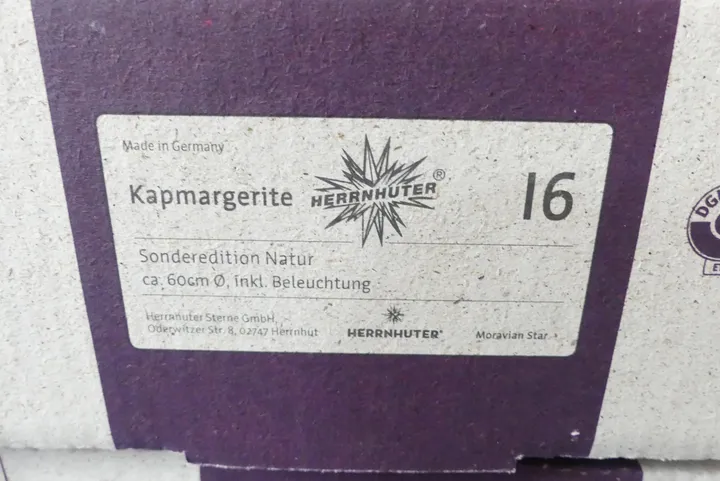 Made in Germany
Kapmargerite
HERRNHUTER®
I6
Sonderedition Natur
ca. 60cm Ø, inkl. Beleuchtung
Herrnhuter Sterne GmbH,
Oderwitzer Str. 8, 02747 Herrnhut
HERRNHUTER®
Moravian Star